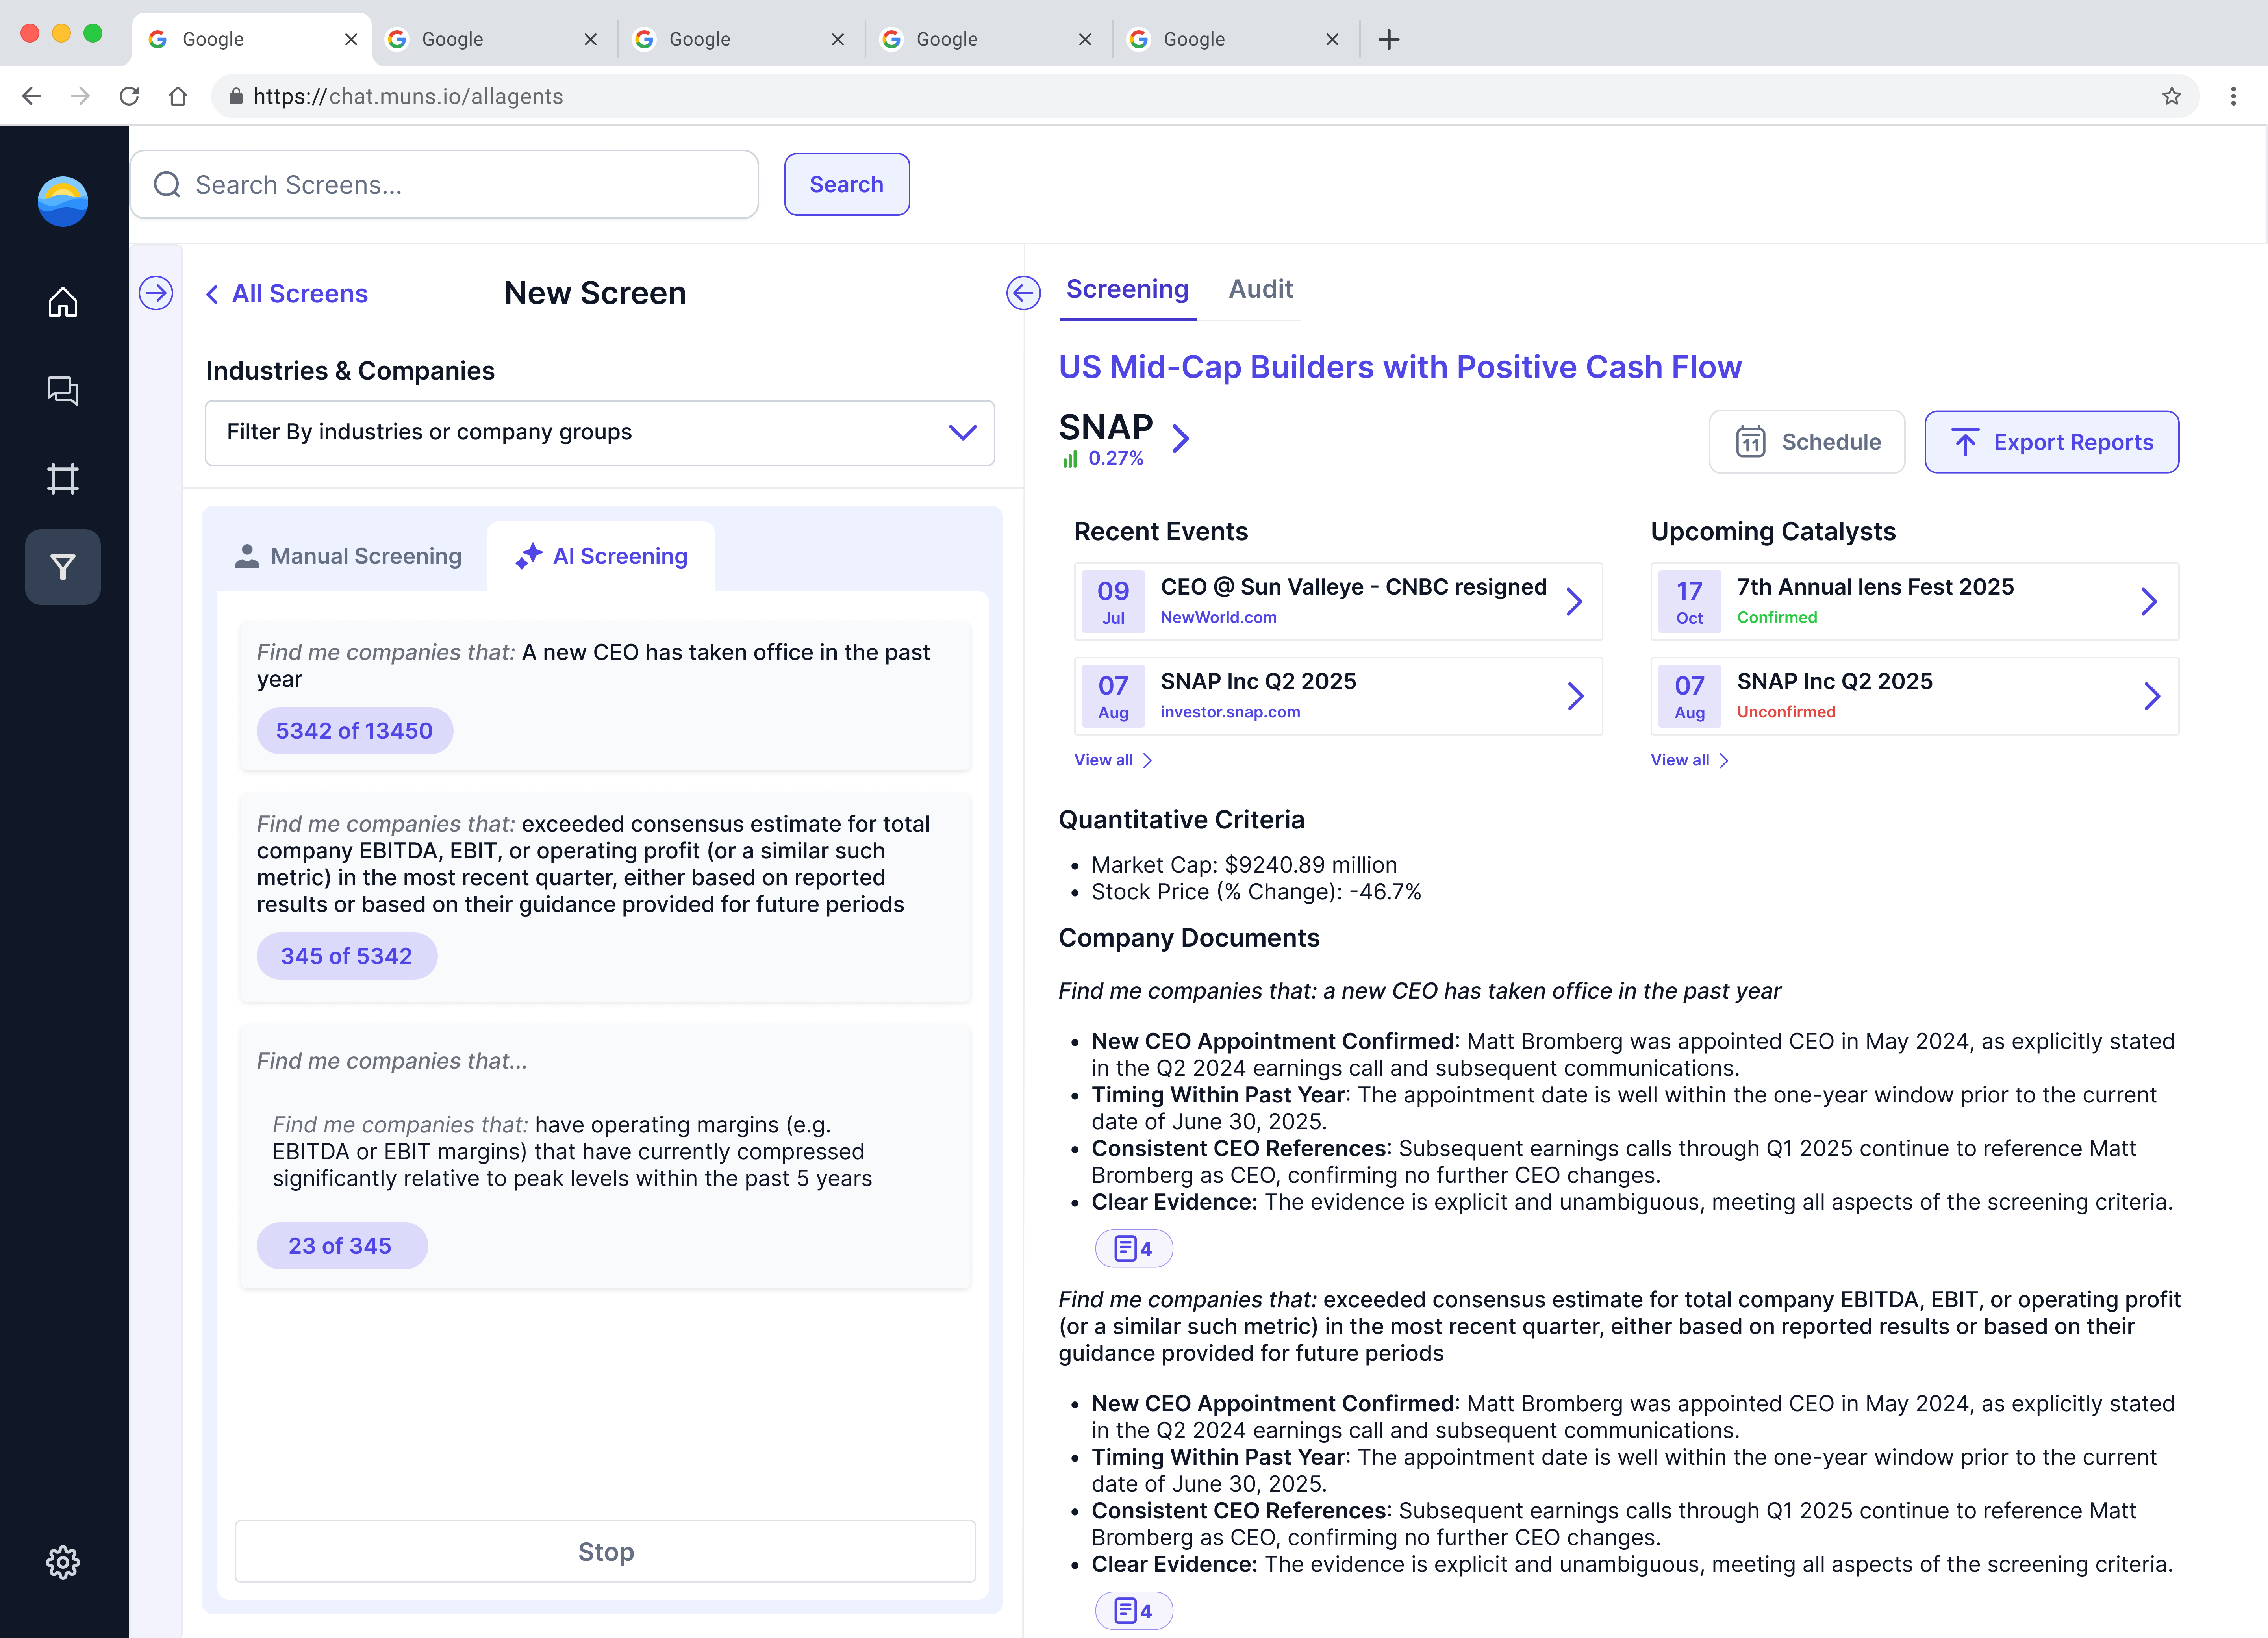 Google
Google
Google
Google
Google
https://chat.muns.io/allagents
Search Screens...
Search
All Screens
New Screen
Industries & Companies
Filter By industries or company groups
Manual Screening
AI Screening
Find me companies that: A new CEO has taken office in the past
year
5342 of 13450
Find me companies that: exceeded consensus estimate for total
company EBITDA, EBIT, or operating profit (or a similar such
metric) in the most recent quarter, either based on reported
results or based on their guidance provided for future periods
345 of 5342
Find me companies that...
Find me companies that: have operating margins (e.g.
EBITDA or EBIT margins) that have currently compressed
significantly relative to peak levels within the past 5 years
23 of 345
Stop
Screening
Audit
US Mid-Cap Builders with Positive Cash Flow
SNAP
0.27%
11
Schedule
Export Reports
Recent Events
09
Jul
CEO @ Sun Valleye - CNBC resigned
NewWorld.com
07
Aug
SNAP Inc Q2 2025
investor.snap.com
View all
Upcoming Catalysts
17
Oct
7th Annual lens Fest 2025
Confirmed
07
Aug
SNAP Inc Q2 2025
Unconfirmed
View all
Quantitative Criteria
• Market Cap: $9240.89 million
• Stock Price (% Change): -46.7%
Company Documents
Find me companies that: a new CEO has taken office in the past year
• New CEO Appointment Confirmed: Matt Bromberg was appointed CEO in May 2024, as explicitly stated
in the Q2 2024 earnings call and subsequent communications.
• Timing Within Past Year: The appointment date is well within the one-year window prior to the current
date of June 30, 2025.
• Consistent CEO References: Subsequent earnings calls through Q1 2025 continue to reference Matt
Bromberg as CEO, confirming no further CEO changes.
• Clear Evidence: The evidence is explicit and unambiguous, meeting all aspects of the screening criteria.
4
Find me companies that: exceeded consensus estimate for total company EBITDA, EBIT, or operating profit
(or a similar such metric) in the most recent quarter, either based on reported results or based on their
guidance provided for future periods
• New CEO Appointment Confirmed: Matt Bromberg was appointed CEO in May 2024, as explicitly stated
in the Q2 2024 earnings call and subsequent communications.
• Timing Within Past Year: The appointment date is well within the one-year window prior to the current
date of June 30, 2025.
• Consistent CEO References: Subsequent earnings calls through Q1 2025 continue to reference Matt
Bromberg as CEO, confirming no further CEO changes.
• Clear Evidence: The evidence is explicit and unambiguous, meeting all aspects of the screening criteria.
4